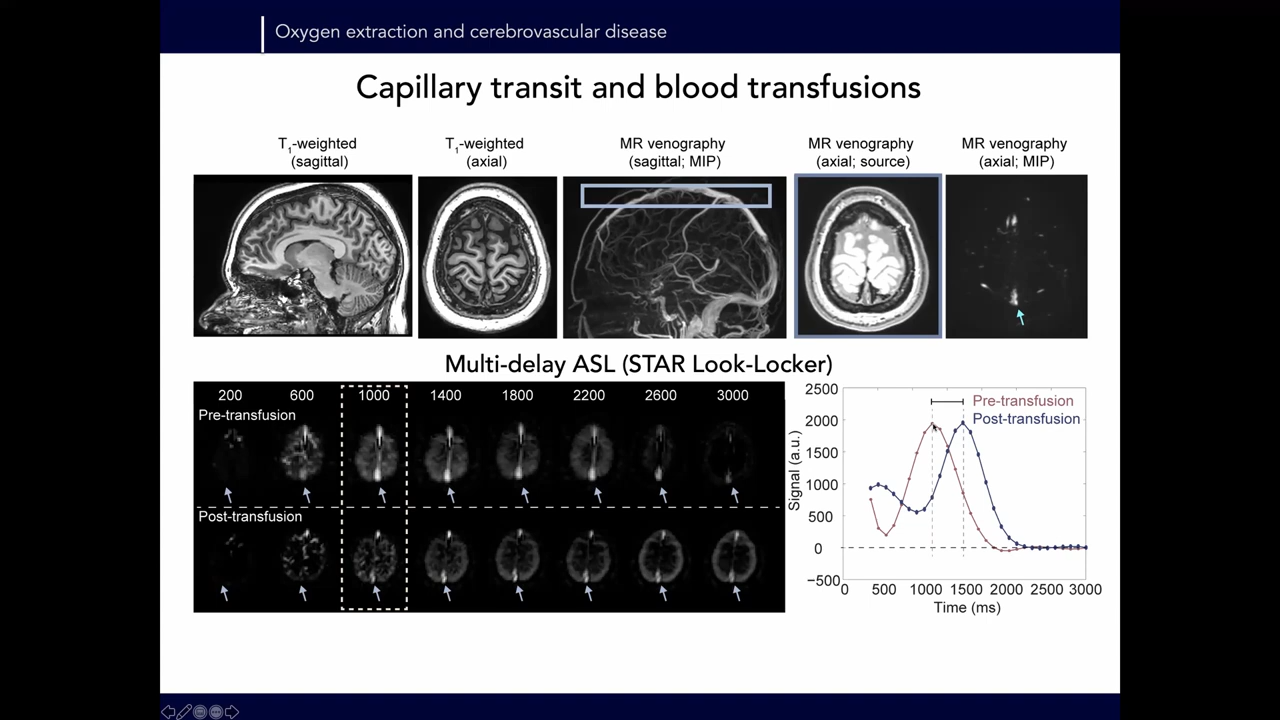 Oxygen extraction and cerebrovascular disease
Capillary transit and blood transfusions
T1-weighted
(sagittal)
T1-weighted
(axial)
MR venography
(sagittal; MIP)
MR venography
(axial; source)
MR venography
(axial; MIP)
Multi-delay ASL (STAR Look-Locker)
200 600 1000 1400 1800 2200 2600 3000
Pre-transfusion
Post-transfusion
Signal (a.u.)
2500
2000
1500
1000
500
0
−500
Pre-transfusion
Post-transfusion
0 500 1000 1500 2000 2500 3000
Time (ms)